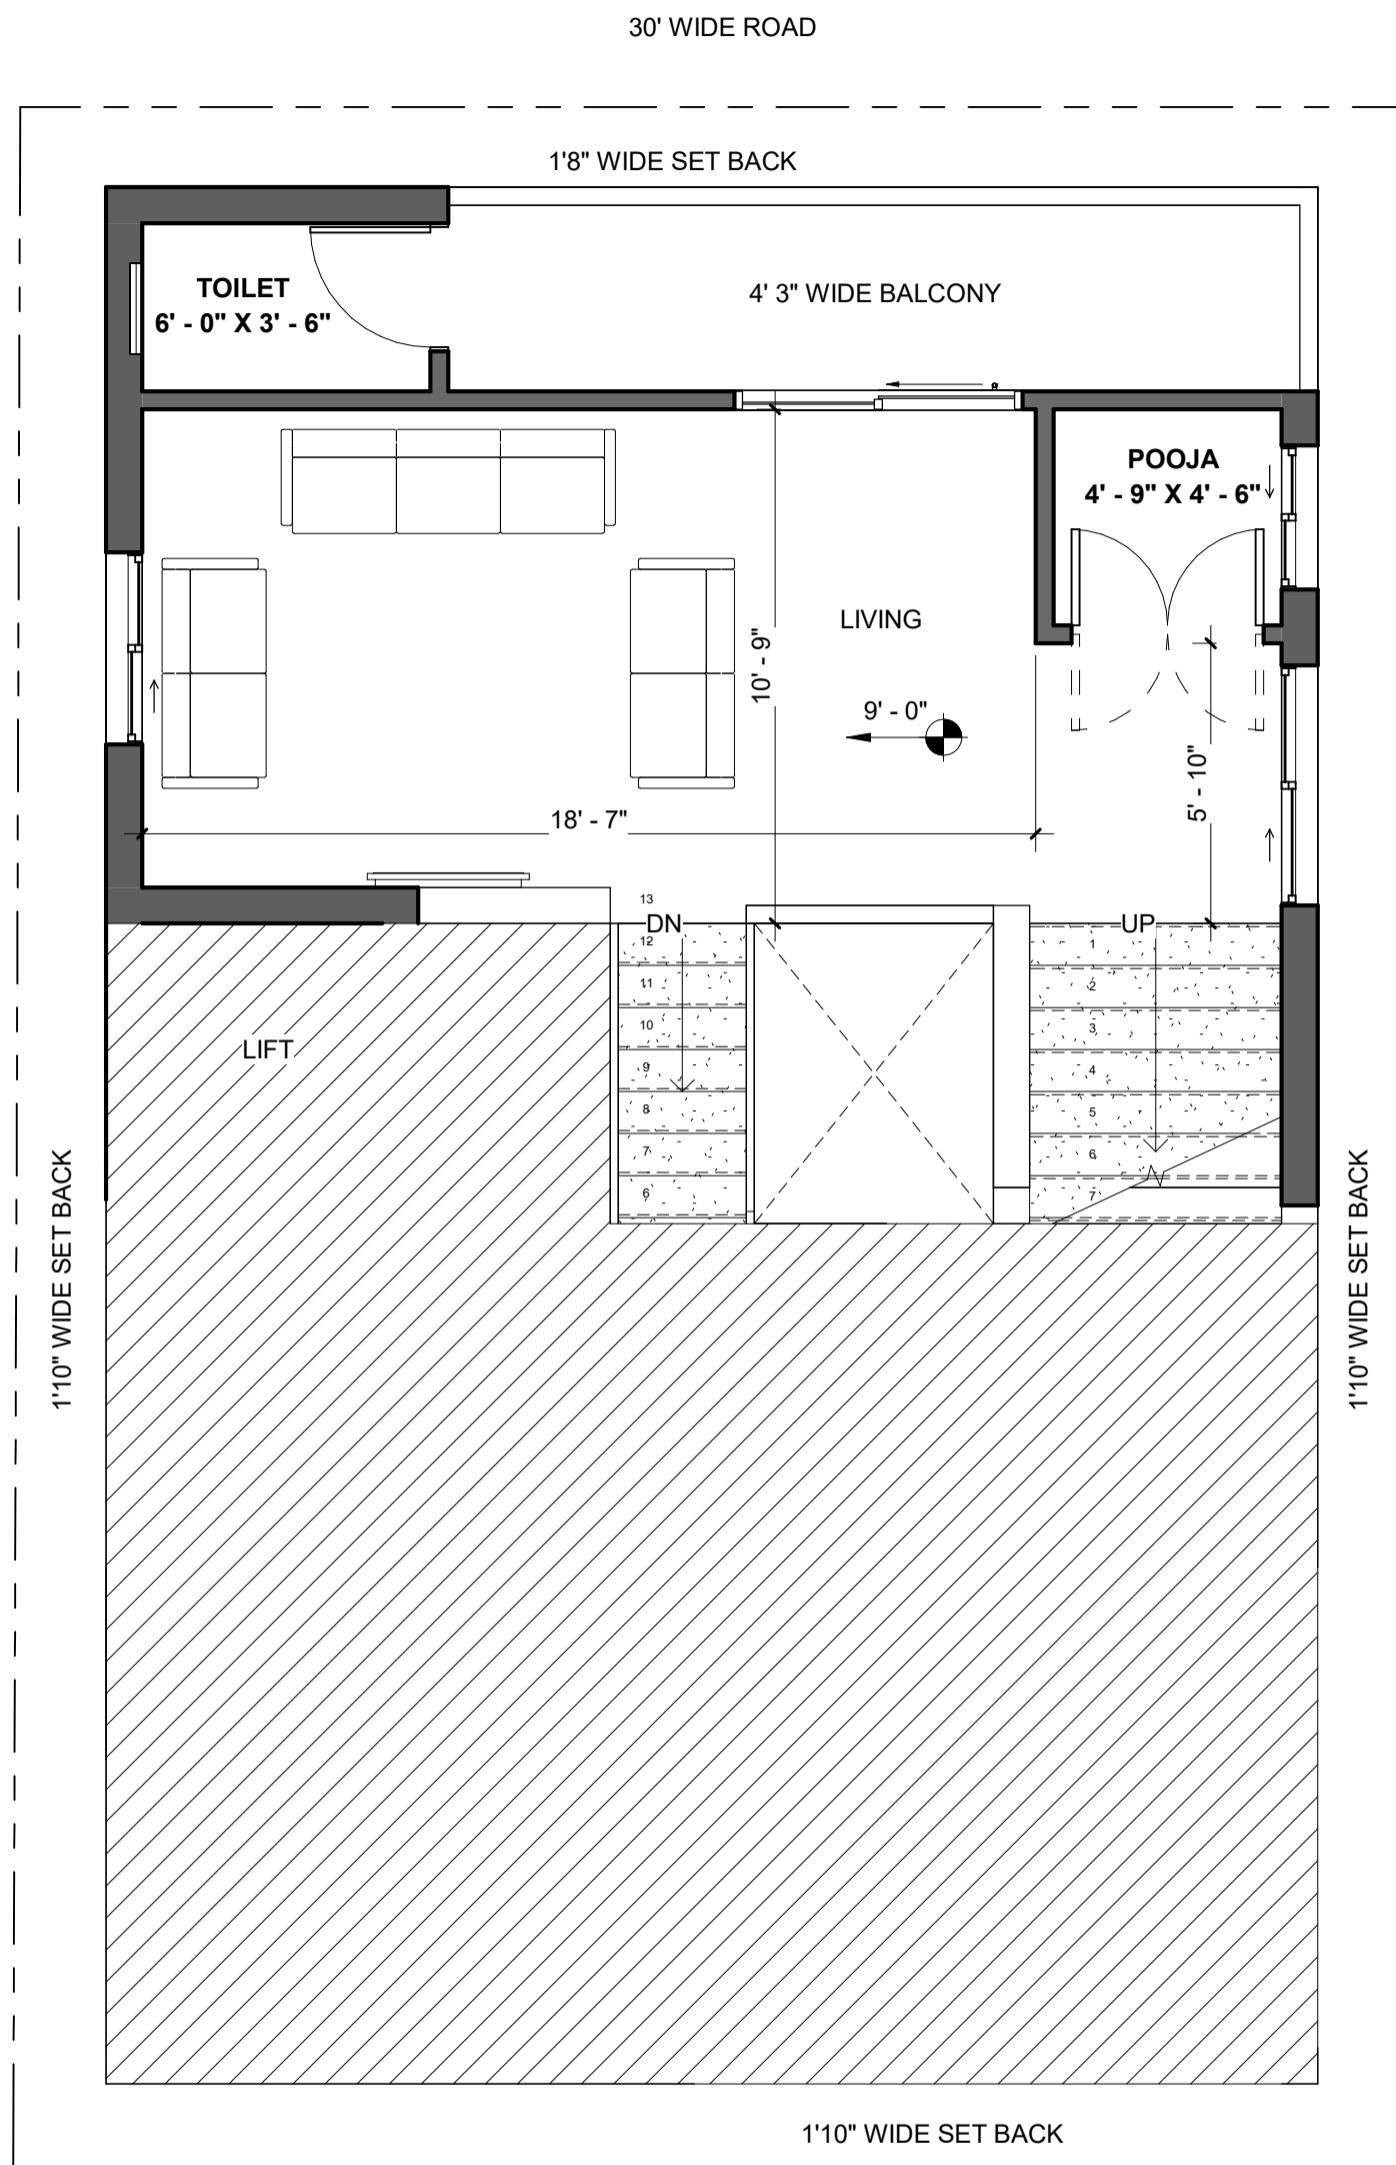 30' WIDE ROAD
1'8" WIDE SET BACK
TOILET
6' - 0" X 3' - 6"
4' 3" WIDE BALCONY
POOJA
4' - 9" X 4' - 6"
LIVING
10' - 9"
9' - 0"
5' - 10"
18' - 7"
13
DN
UP
12
1
11
2
10
3
9
4
8
5
7
6
6
7
LIFT
1'10" WIDE SET BACK
1'10" WIDE SET BACK
1'10" WIDE SET BACK